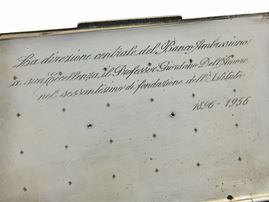 La direzione centrale del Banco Ambrosiano
a sua Eccellenza il Professor Giordano Dell'Amore
nel sessantesimo di fondazione dell'Istituto
1896-1956